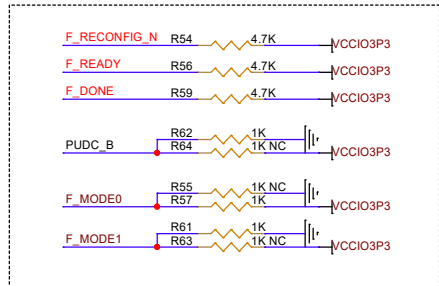 F_RECONFIG_N R54 4.7K VCCIO3P3
F_READY R56 4.7K VCCIO3P3
F_DONE R59 4.7K VCCIO3P3
R62 1K
PUDC_B R64 1K NC VCCIO3P3
R55 1K NC
F_MODE0 R57 1K VCCIO3P3
R61 1K
F_MODE1 R63 1K NC VCCIO3P3